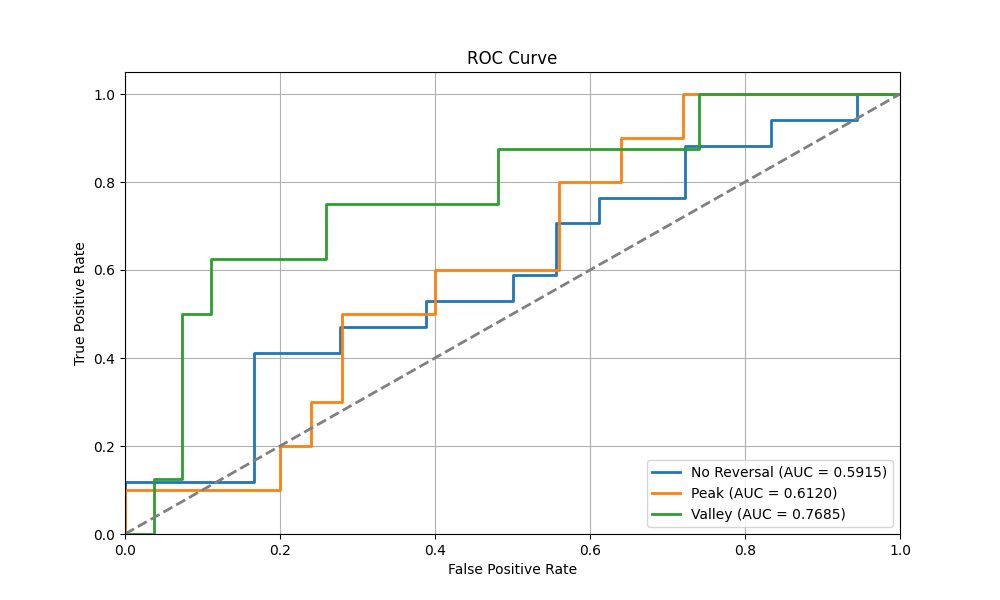 ROC Curve
True Positive Rate
1.0
0.8
0.6
0.4
0.2
0.0
0.0 0.2 0.4 0.6 0.8 1.0
False Positive Rate
No Reversal (AUC = 0.5915)
Peak (AUC = 0.6120)
Valley (AUC = 0.7685)